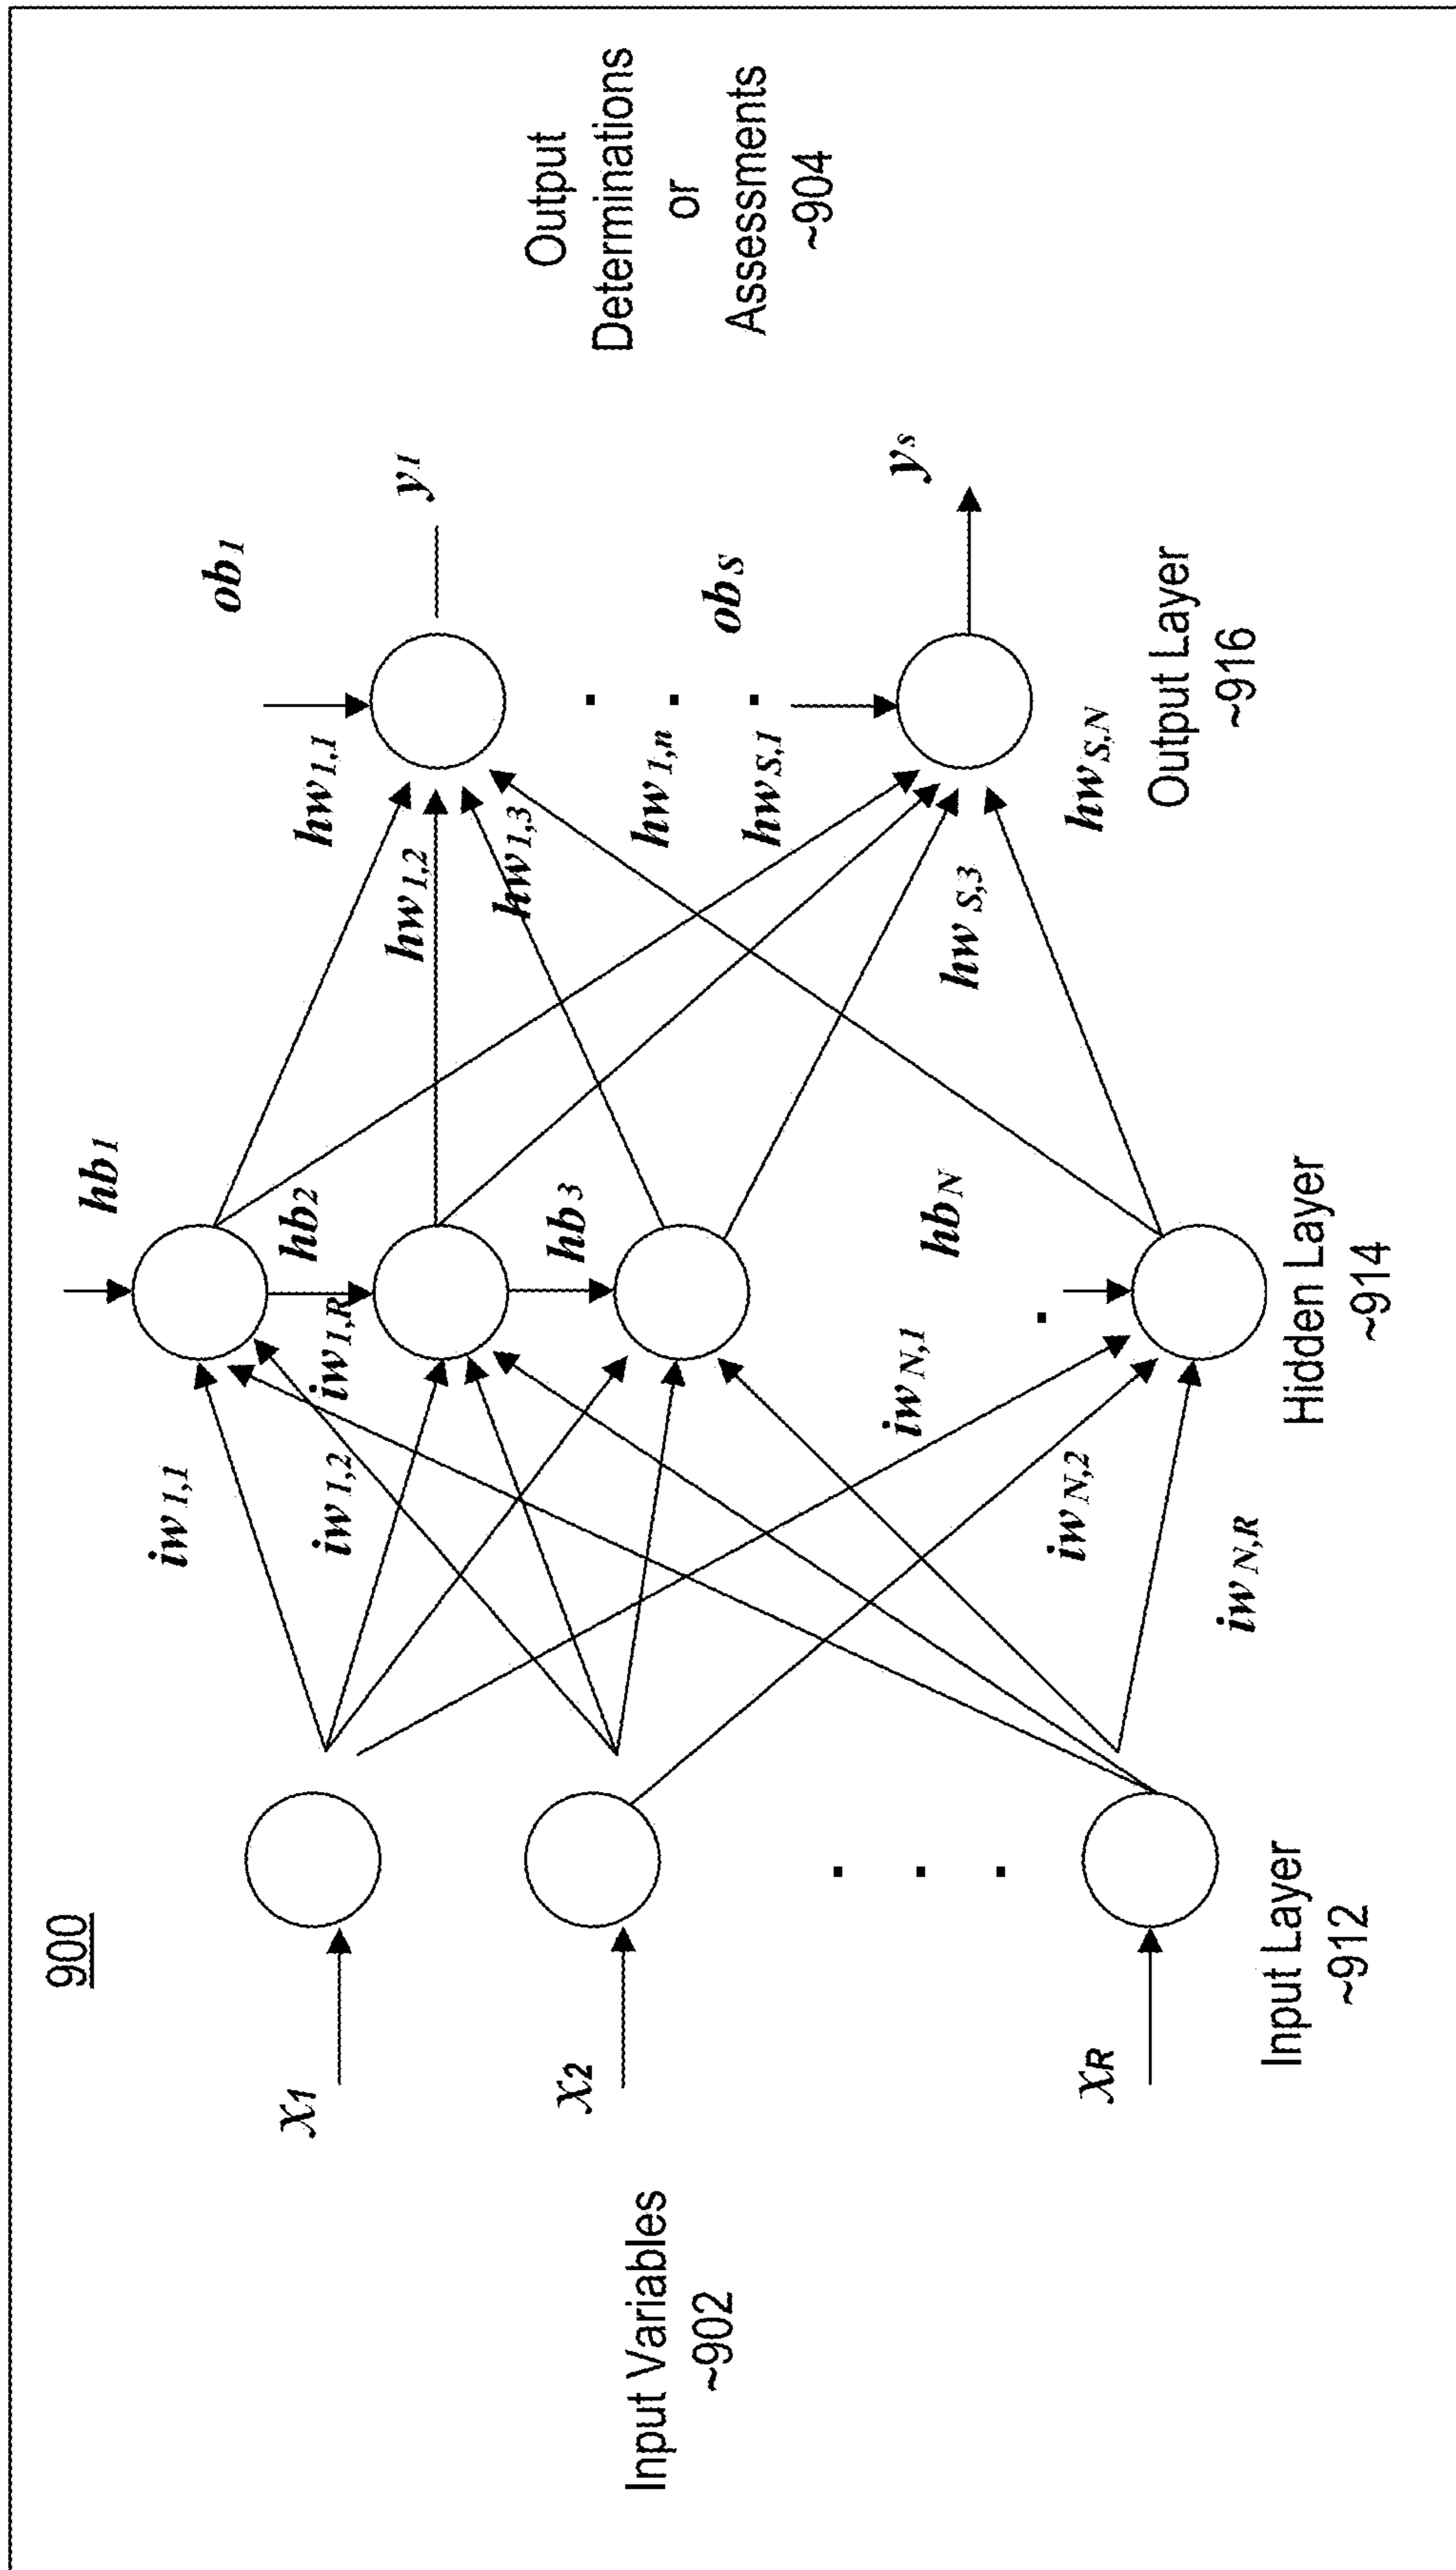 900
Input Variables
~902
x1
x2
xR
Input Layer
~912
iw1,1
iw1,2
iw1,R
iwN,1
iwN,2
iwN,R
hb1
hb2
hb3
hbN
Hidden Layer
~914
hw1,1
hw1,2
hw1,3
hw1,n
hwS,1
hwS,3
hwS,N
ob1
obS
Output Layer
~916
y1
ys
Output
Determinations
or
Assessments
~904